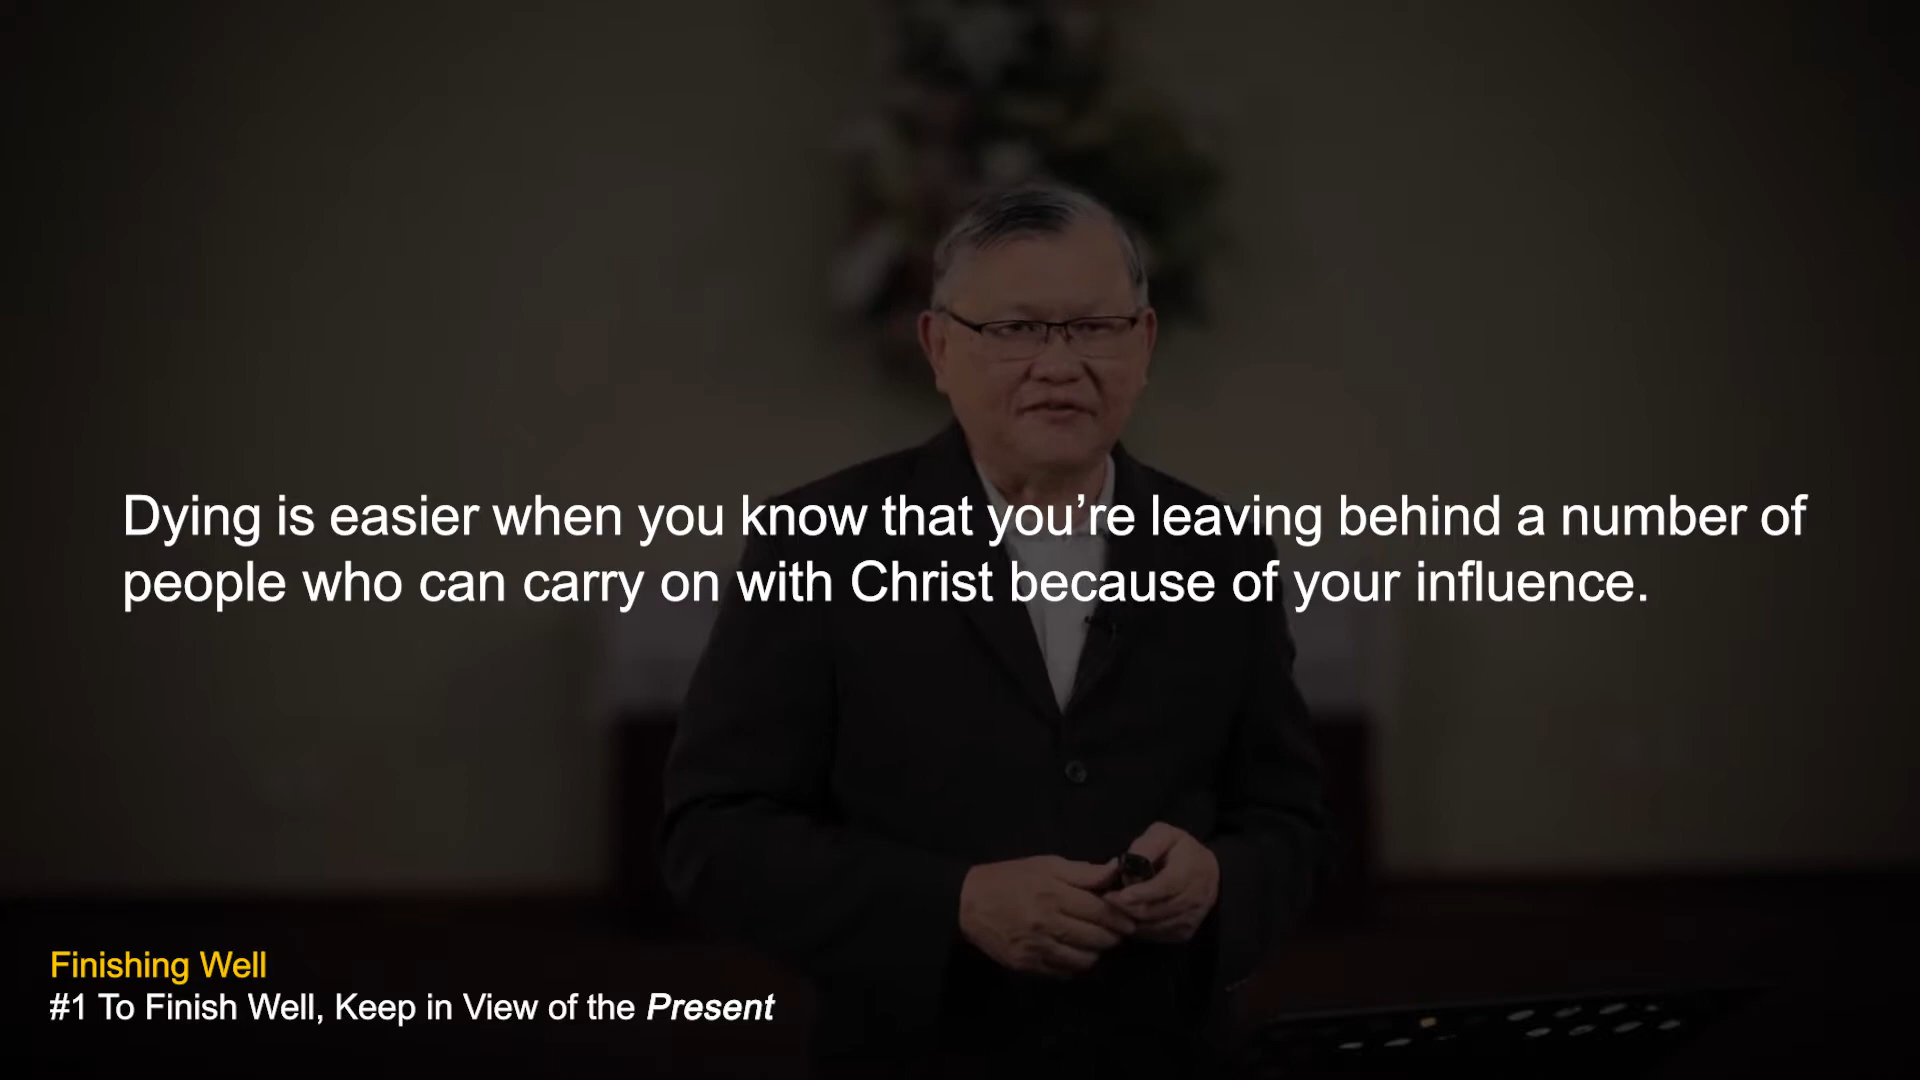 Dying is easier when you know that you’re leaving behind a number of
people who can carry on with Christ because of your influence.
Finishing Well
#1 To Finish Well, Keep in View of the Present